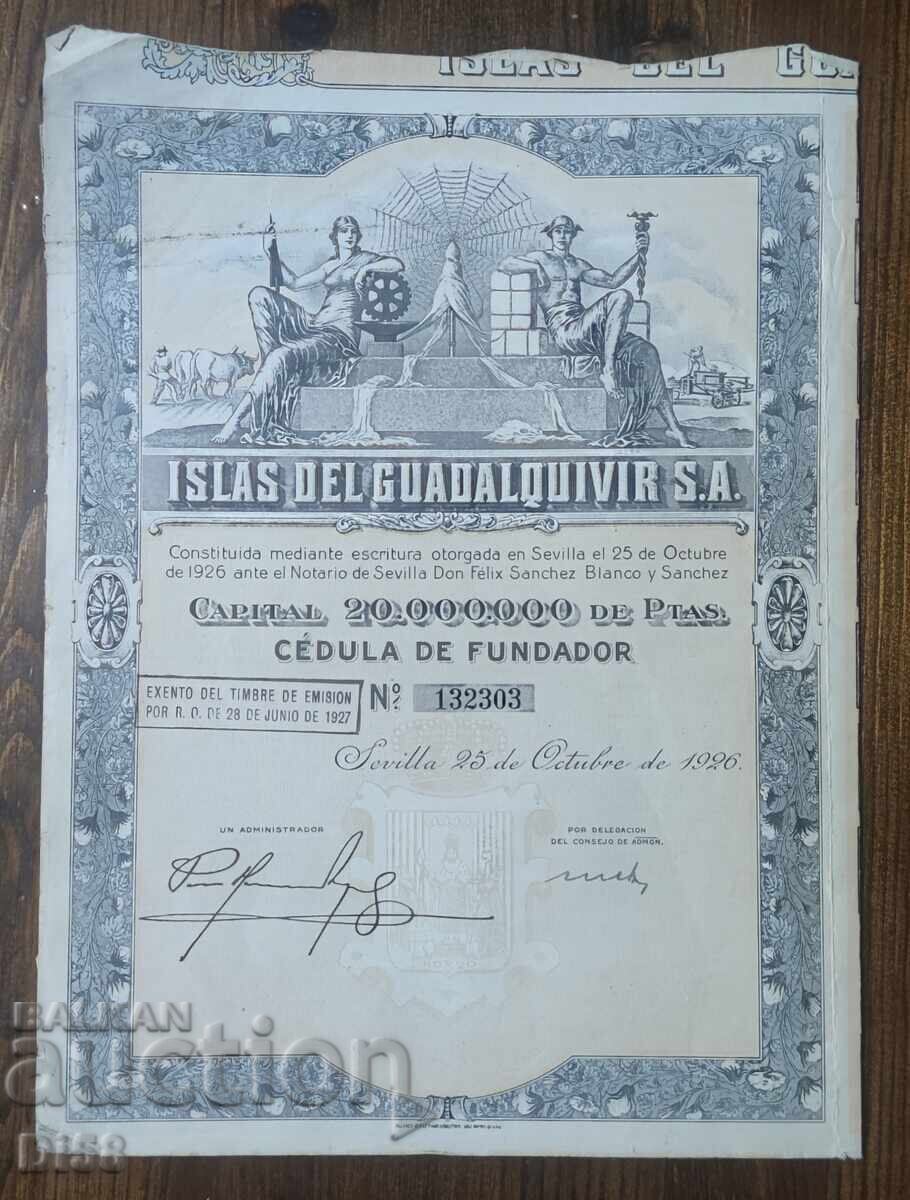 ISLAS DEL
ISLAS DEL GUADALQUIVIR S.A.
Constituida mediante escritura otorgada en Sevilla el 25 de Octubre
de 1926 ante el Notario de Sevilla Don Félix Sanchez Blanco y Sanchez
CAPITAL 20.000.000 DE PTAS.
CÉDULA DE FUNDADOR
EXENTO DEL TIMBRE DE EMISION
POR R. O. DE 28 DE JUNIO DE 1927
Nº 132303
Sevilla 25 de Octubre de 1926.
UN ADMINISTRADOR
POR DELEGACION
DEL CONSEJO DE ADMON.
BALKAN
auction
D158